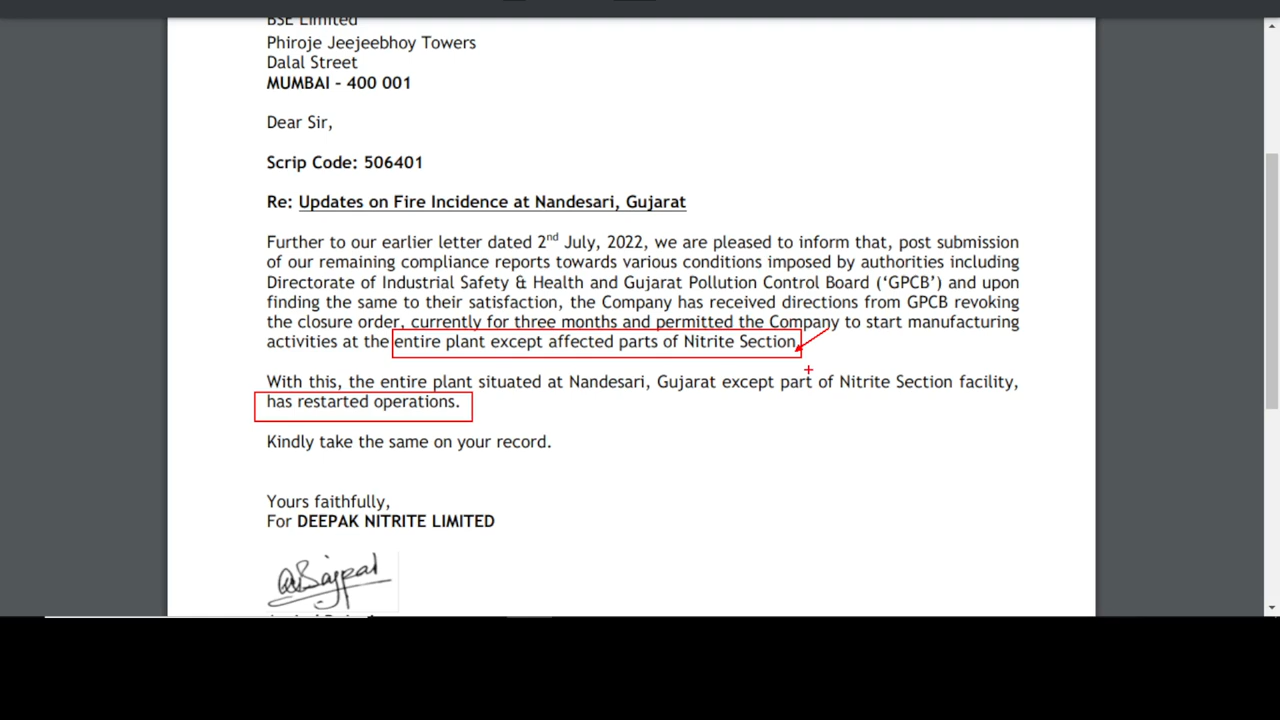 BSE Limited
Phiroje Jeejeebhoy Towers
Dalal Street
MUMBAI - 400 001
Dear Sir,
Scrip Code: 506401
Re: Updates on Fire Incidence at Nandesari, Gujarat
Further to our earlier letter dated 2nd July, 2022, we are pleased to inform that, post submission
of our remaining compliance reports towards various conditions imposed by authorities including
Directorate of Industrial Safety & Health and Gujarat Pollution Control Board (‘GPCB’) and upon
finding the same to their satisfaction, the Company has received directions from GPCB revoking
the closure order, currently for three months and permitted the Company to start manufacturing
activities at the entire plant except affected parts of Nitrite Section.
With this, the entire plant situated at Nandesari, Gujarat except part of Nitrite Section facility,
has restarted operations.
Kindly take the same on your record.
Yours faithfully,
For DEEPAK NITRITE LIMITED